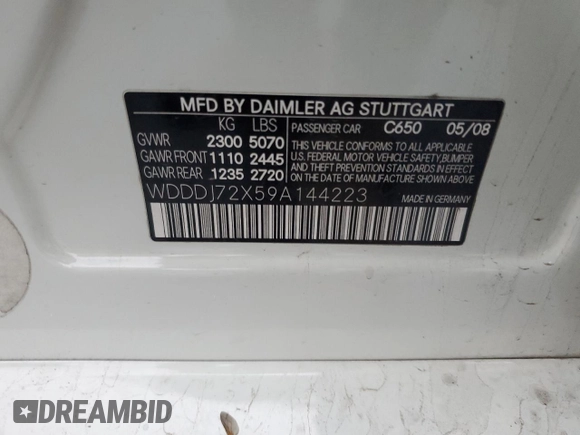 MFD BY DAIMLER AG STUTTGART
KG LBS PASSENGER CAR C650 05/08
GVWR 2300 5070 THIS VEHICLE CONFORMS TO ALL APPLICABLE
GAWR FRONT 1110 2445 U.S. FEDERAL MOTOR VEHICLE SAFETY, BUMPER
GAWR REAR 1235 2720 AND THEFT PREVENTION STANDARDS IN EFFECT
ON THE DATE OF MANUFACTURE SHOWN ABOVE.
WDDDJ72X59A144223 MADE IN GERMANY
DREAMBID